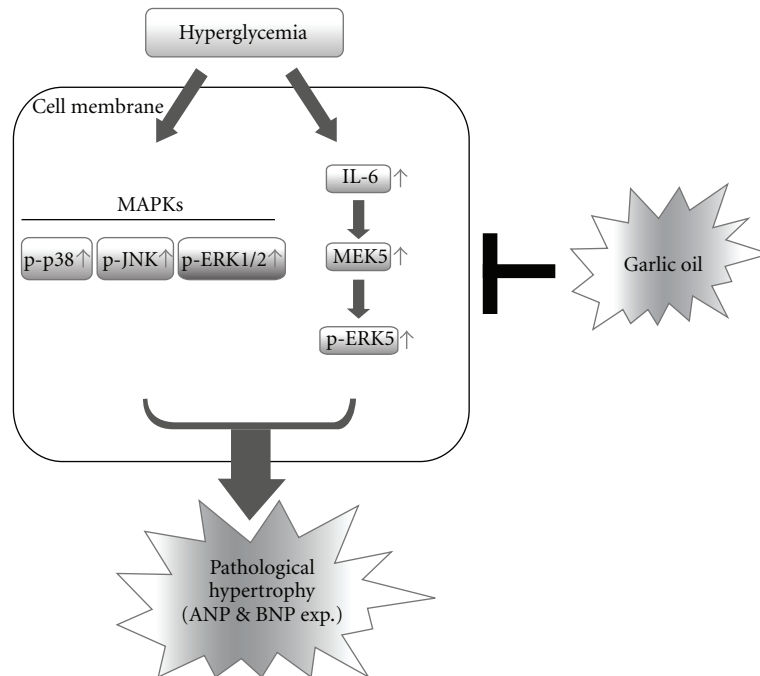 Hyperglycemia
Cell membrane
IL-6 ↑
MAPKs
p-p38↑ p-JNK↑ p-ERK1/2↑
MEK5 ↑
Garlic oil
p-ERK5 ↑
Pathological
hypertrophy
(ANP & BNP exp.)